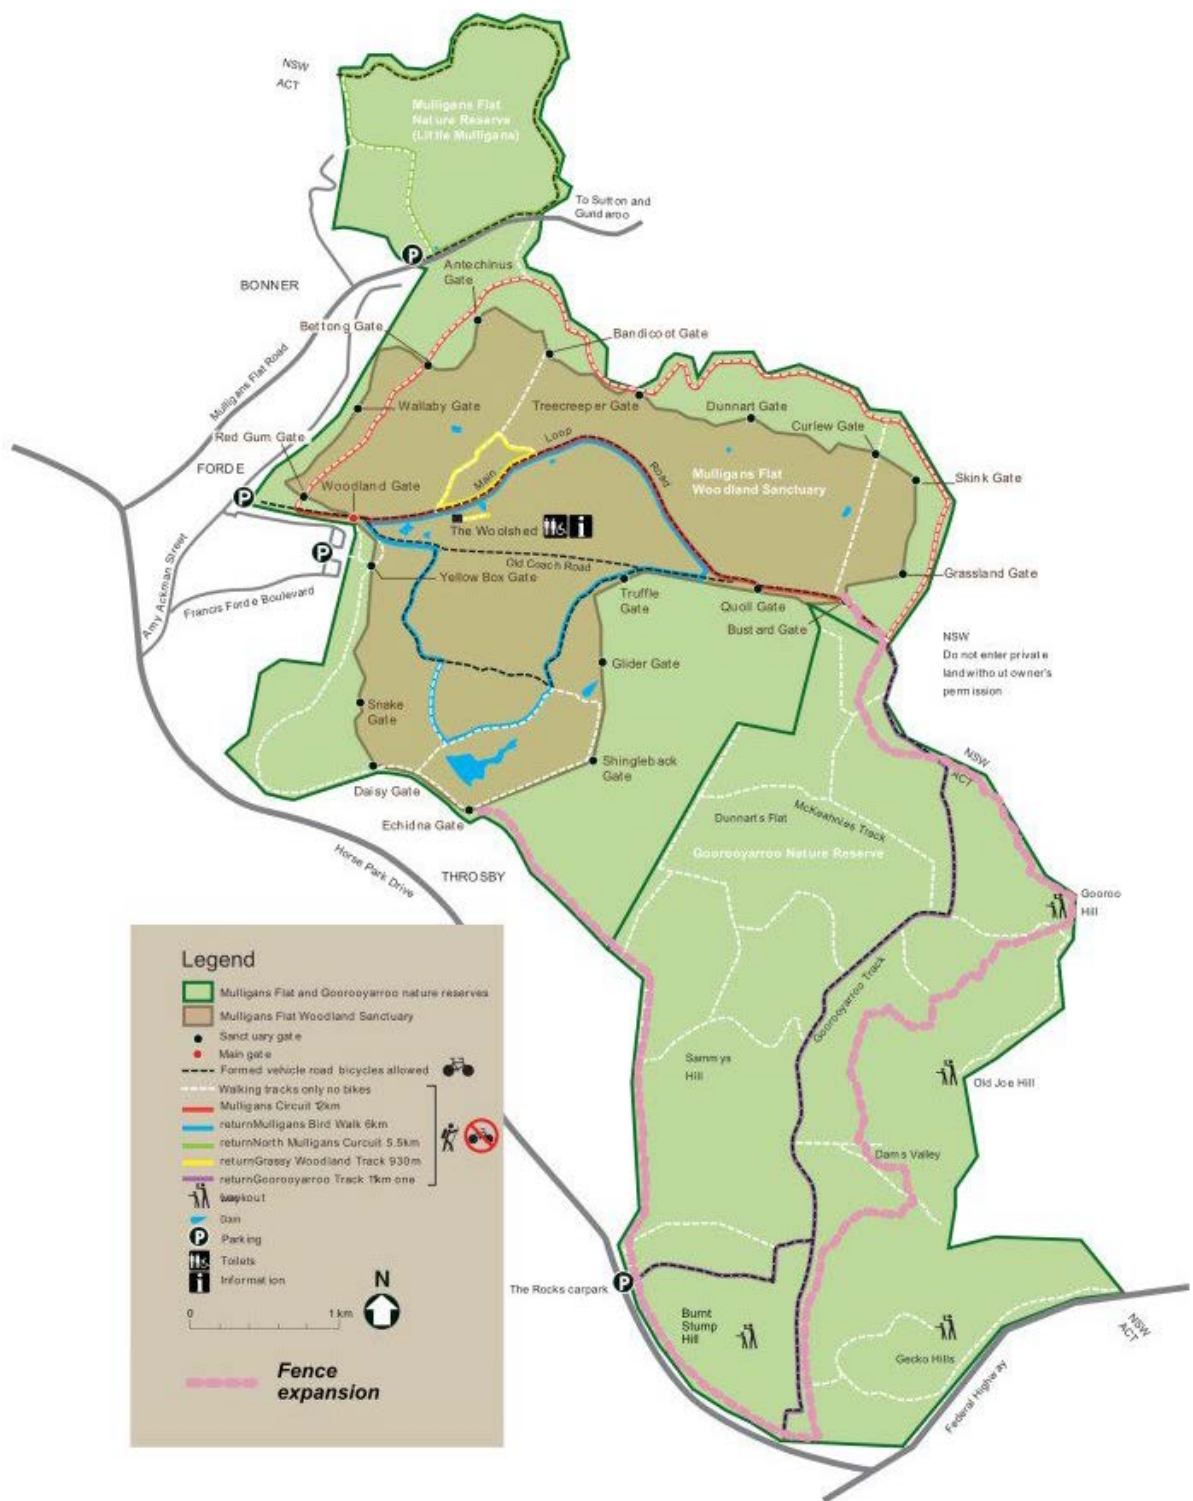 NSW
ACT
Mulligans Flat
Nature Reserve
(Little Mulligans)
To Sutton and
Gundaroo
P
Antechinus
Gate
BONNER
Bettong Gate
Bandicoot Gate
Mulligans Flat Road
Wallaby Gate
Treecreeper Gate
Dunnart Gate
Curlew Gate
Red Gum Gate
Main
Loop
Road
FORDE
Mulligans Flat
Woodland Sanctuary
Skink Gate
Woodland Gate
P
The Woolshed
i
P
Old Coach Road
Amy Ackman Street
Yellow Box Gate
Grassland Gate
Francis Forde Boulevard
Truffle
Gate
Quoll Gate
Bustard Gate
NSW
Do not enter private
land without owner's
permission
Glider Gate
Snake
Gate
NSW
ACT
Shingleback
Gate
Daisy Gate
Echidna Gate
Dunnarts Flat
McKeahnies Track
Horse Park Drive
THROSBY
Goorooyarroo Nature Reserve
Gooroo
Hill
Goorooyarroo Track
Sammys
Hill
Old Joe Hill
Dams Valley
The Rocks carpark
P
Burnt
Stump
Hill
Gecko Hills
Federal Highway
NSW
ACT
Legend
Mulligans Flat and Goorooyarroo nature reserves
Mulligans Flat Woodland Sanctuary
Sanctuary gate
Main gate
Formed vehicle road bicycles allowed
Walking tracks only no bikes
Mulligans Circuit 12km
returnMulligans Bird Walk 6km
returnNorth Mulligans Curcuit 5.5km
returnGrassy Woodland Track 930m
returnGoorooyarroo Track 11km one
Lookout
Dam
P Parking
Toilets
i Information
N
0 1 km
Fence
expansion